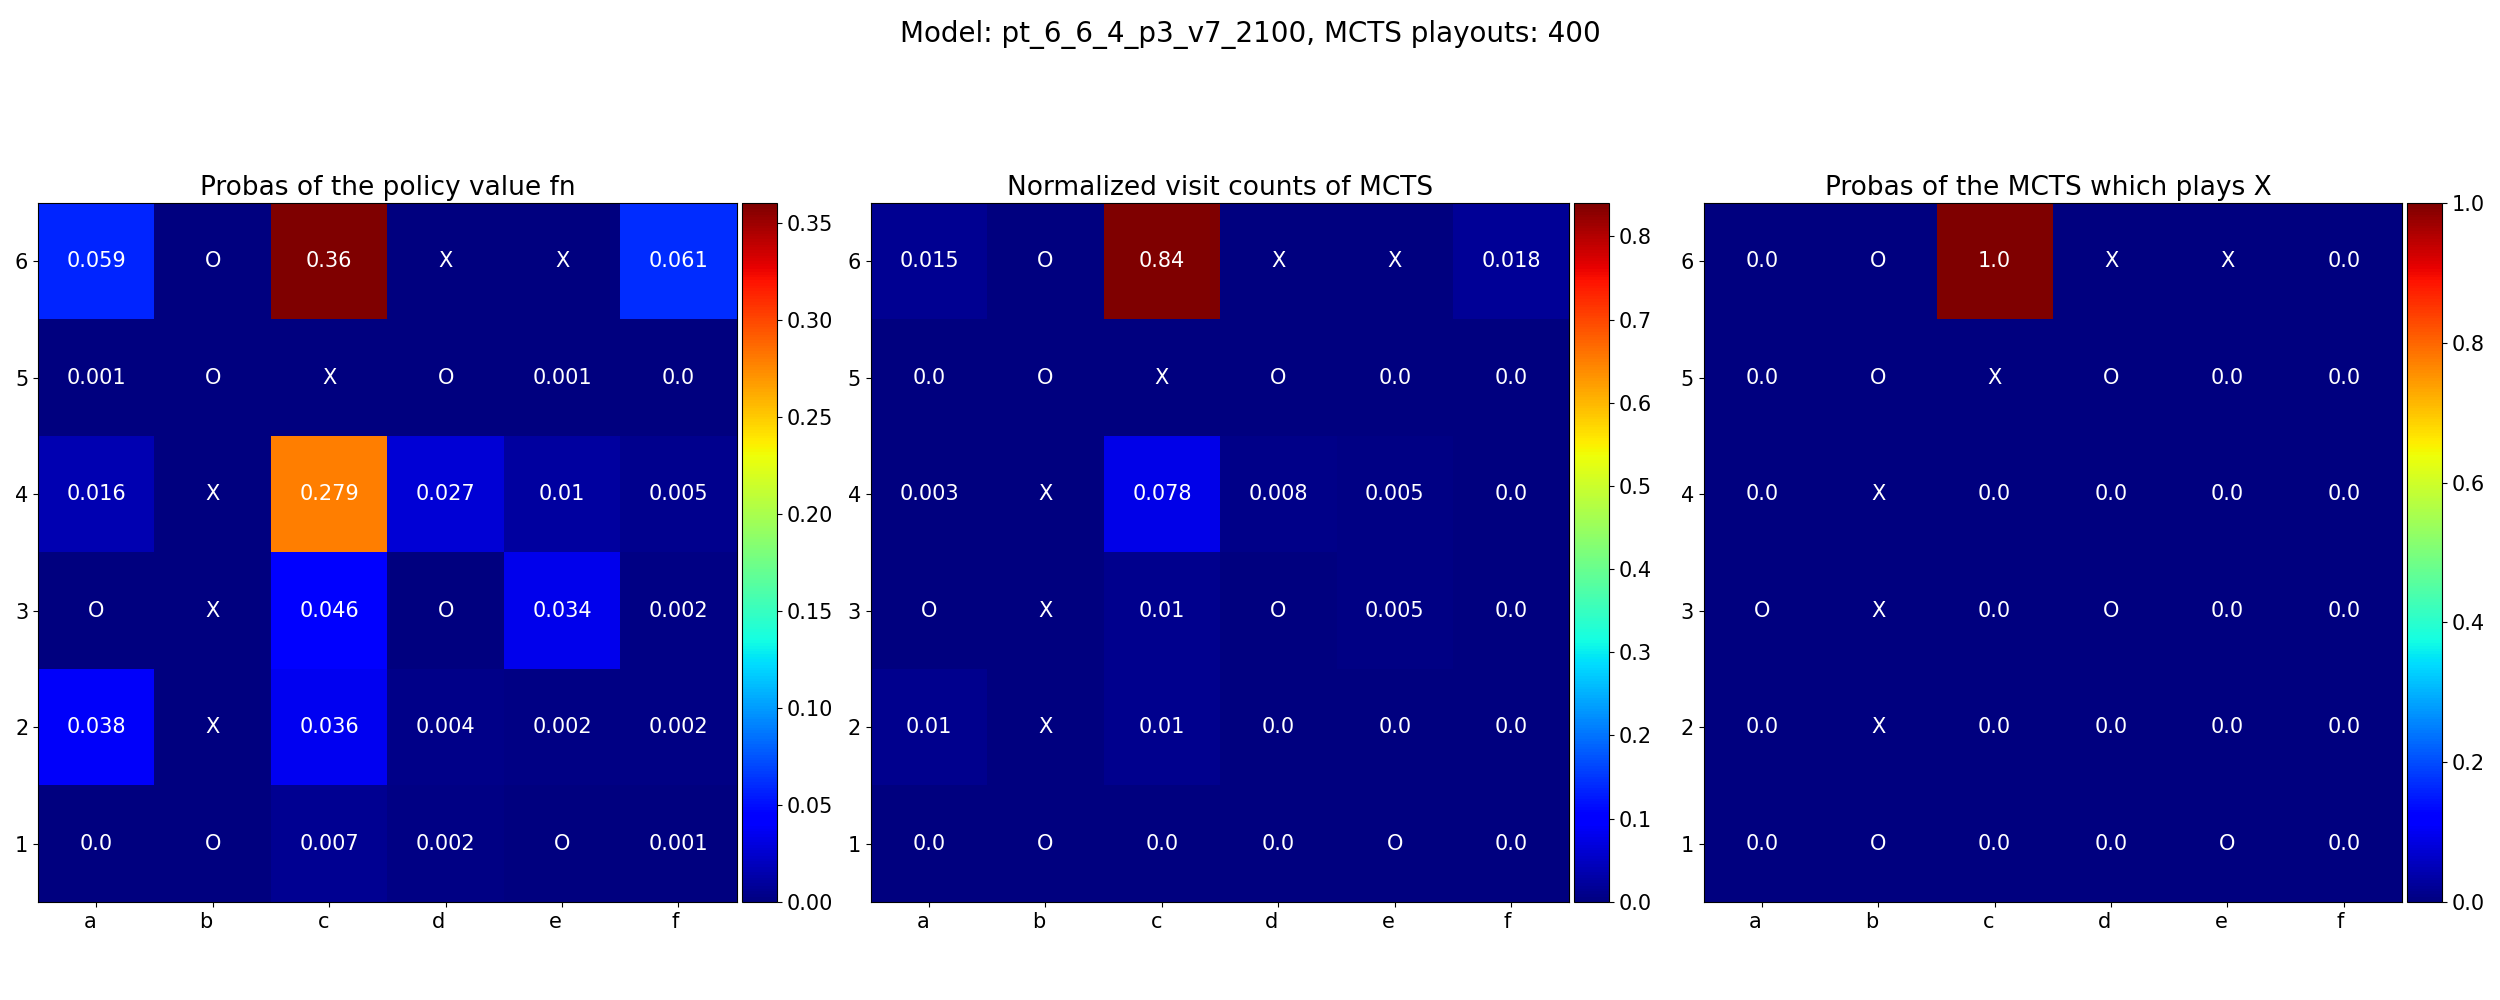 Model: pt_6_6_4_p3_v7_2100, MCTS playouts: 400
Probas of the policy value fn
6 0.059 O 0.36 X X 0.061
5 0.001 O X O 0.001 0.0
4 0.016 X 0.279 0.027 0.01 0.005
3 O X 0.046 O 0.034 0.002
2 0.038 X 0.036 0.004 0.002 0.002
1 0.0 O 0.007 0.002 O 0.001
a b c d e f
0.35
0.30
0.25
0.20
0.15
0.10
0.05
0.00
Normalized visit counts of MCTS
6 0.015 O 0.84 X X 0.018
5 0.0 O X O 0.0 0.0
4 0.003 X 0.078 0.008 0.005 0.0
3 O X 0.01 O 0.005 0.0
2 0.01 X 0.01 0.0 0.0 0.0
1 0.0 O 0.0 0.0 O 0.0
a b c d e f
0.8
0.7
0.6
0.5
0.4
0.3
0.2
0.1
0.0
Probas of the MCTS which plays X
6 0.0 O 1.0 X X 0.0
5 0.0 O X O 0.0 0.0
4 0.0 X 0.0 0.0 0.0 0.0
3 O X 0.0 O 0.0 0.0
2 0.0 X 0.0 0.0 0.0 0.0
1 0.0 O 0.0 0.0 O 0.0
a b c d e f
1.0
0.8
0.6
0.4
0.2
0.0